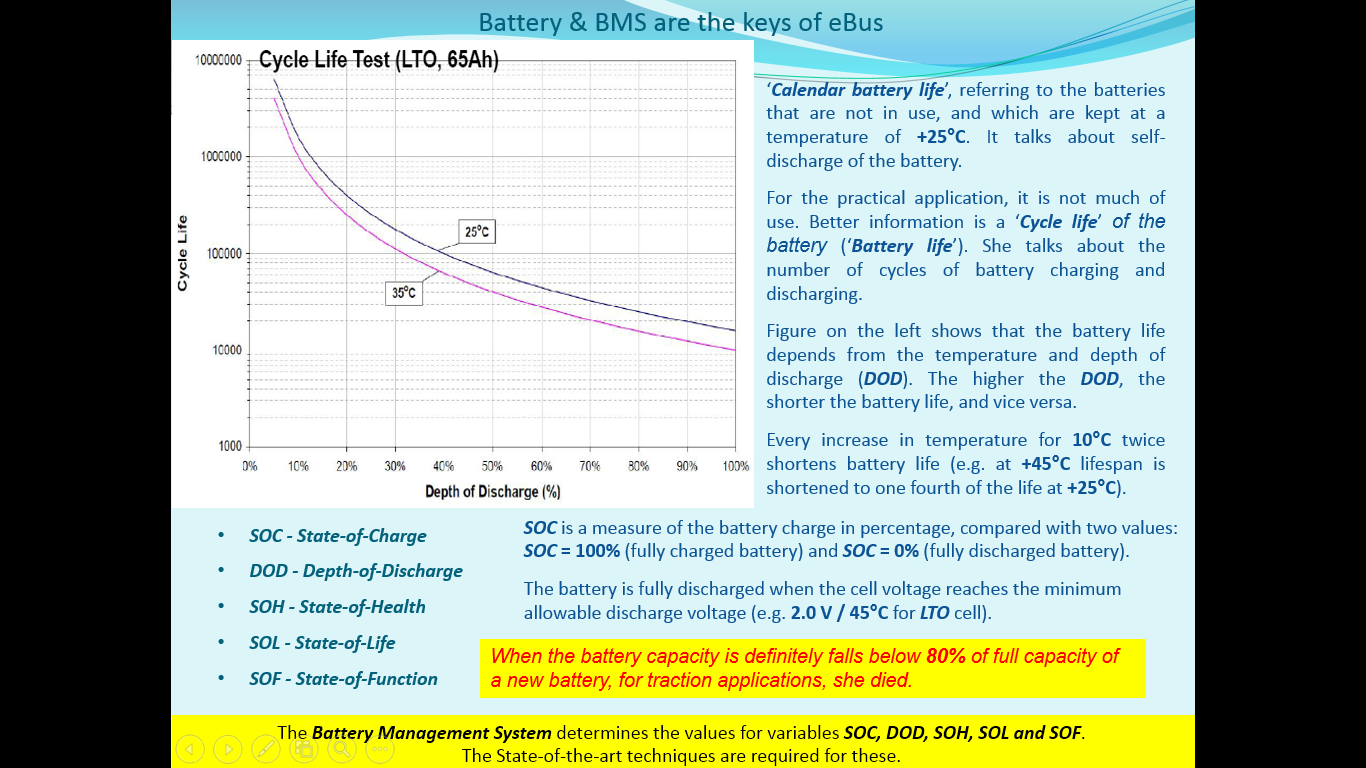 Battery & BMS are the keys of eBus
Cycle Life Test (LTO, 65Ah)
10000000
1000000
100000
10000
1000
Cycle Life
25°C
35°C
0% 10% 20% 30% 40% 50% 60% 70% 80% 90% 100%
Depth of Discharge (%)
‘Calendar battery life’, referring to the batteries
that are not in use, and which are kept at a
temperature of +25°C. It talks about self-
discharge of the battery.
For the practical application, it is not much of
use. Better information is a ‘Cycle life’ of the
battery (‘Battery life’). She talks about the
number of cycles of battery charging and
discharging.
Figure on the left shows that the battery life
depends from the temperature and depth of
discharge (DOD). The higher the DOD, the
shorter the battery life, and vice versa.
Every increase in temperature for 10°C twice
shortens battery life (e.g. at +45°C lifespan is
shortened to one fourth of the life at +25°C).
• SOC - State-of-Charge
• DOD - Depth-of-Discharge
• SOH - State-of-Health
• SOL - State-of-Life
• SOF - State-of-Function
SOC is a measure of the battery charge in percentage, compared with two values:
SOC = 100% (fully charged battery) and SOC = 0% (fully discharged battery).
The battery is fully discharged when the cell voltage reaches the minimum
allowable discharge voltage (e.g. 2.0 V / 45°C for LTO cell).
When the battery capacity is definitely falls below 80% of full capacity of
a new battery, for traction applications, she died.
The Battery Management System determines the values for variables SOC, DOD, SOH, SOL and SOF.
The State-of-the-art techniques are required for these.